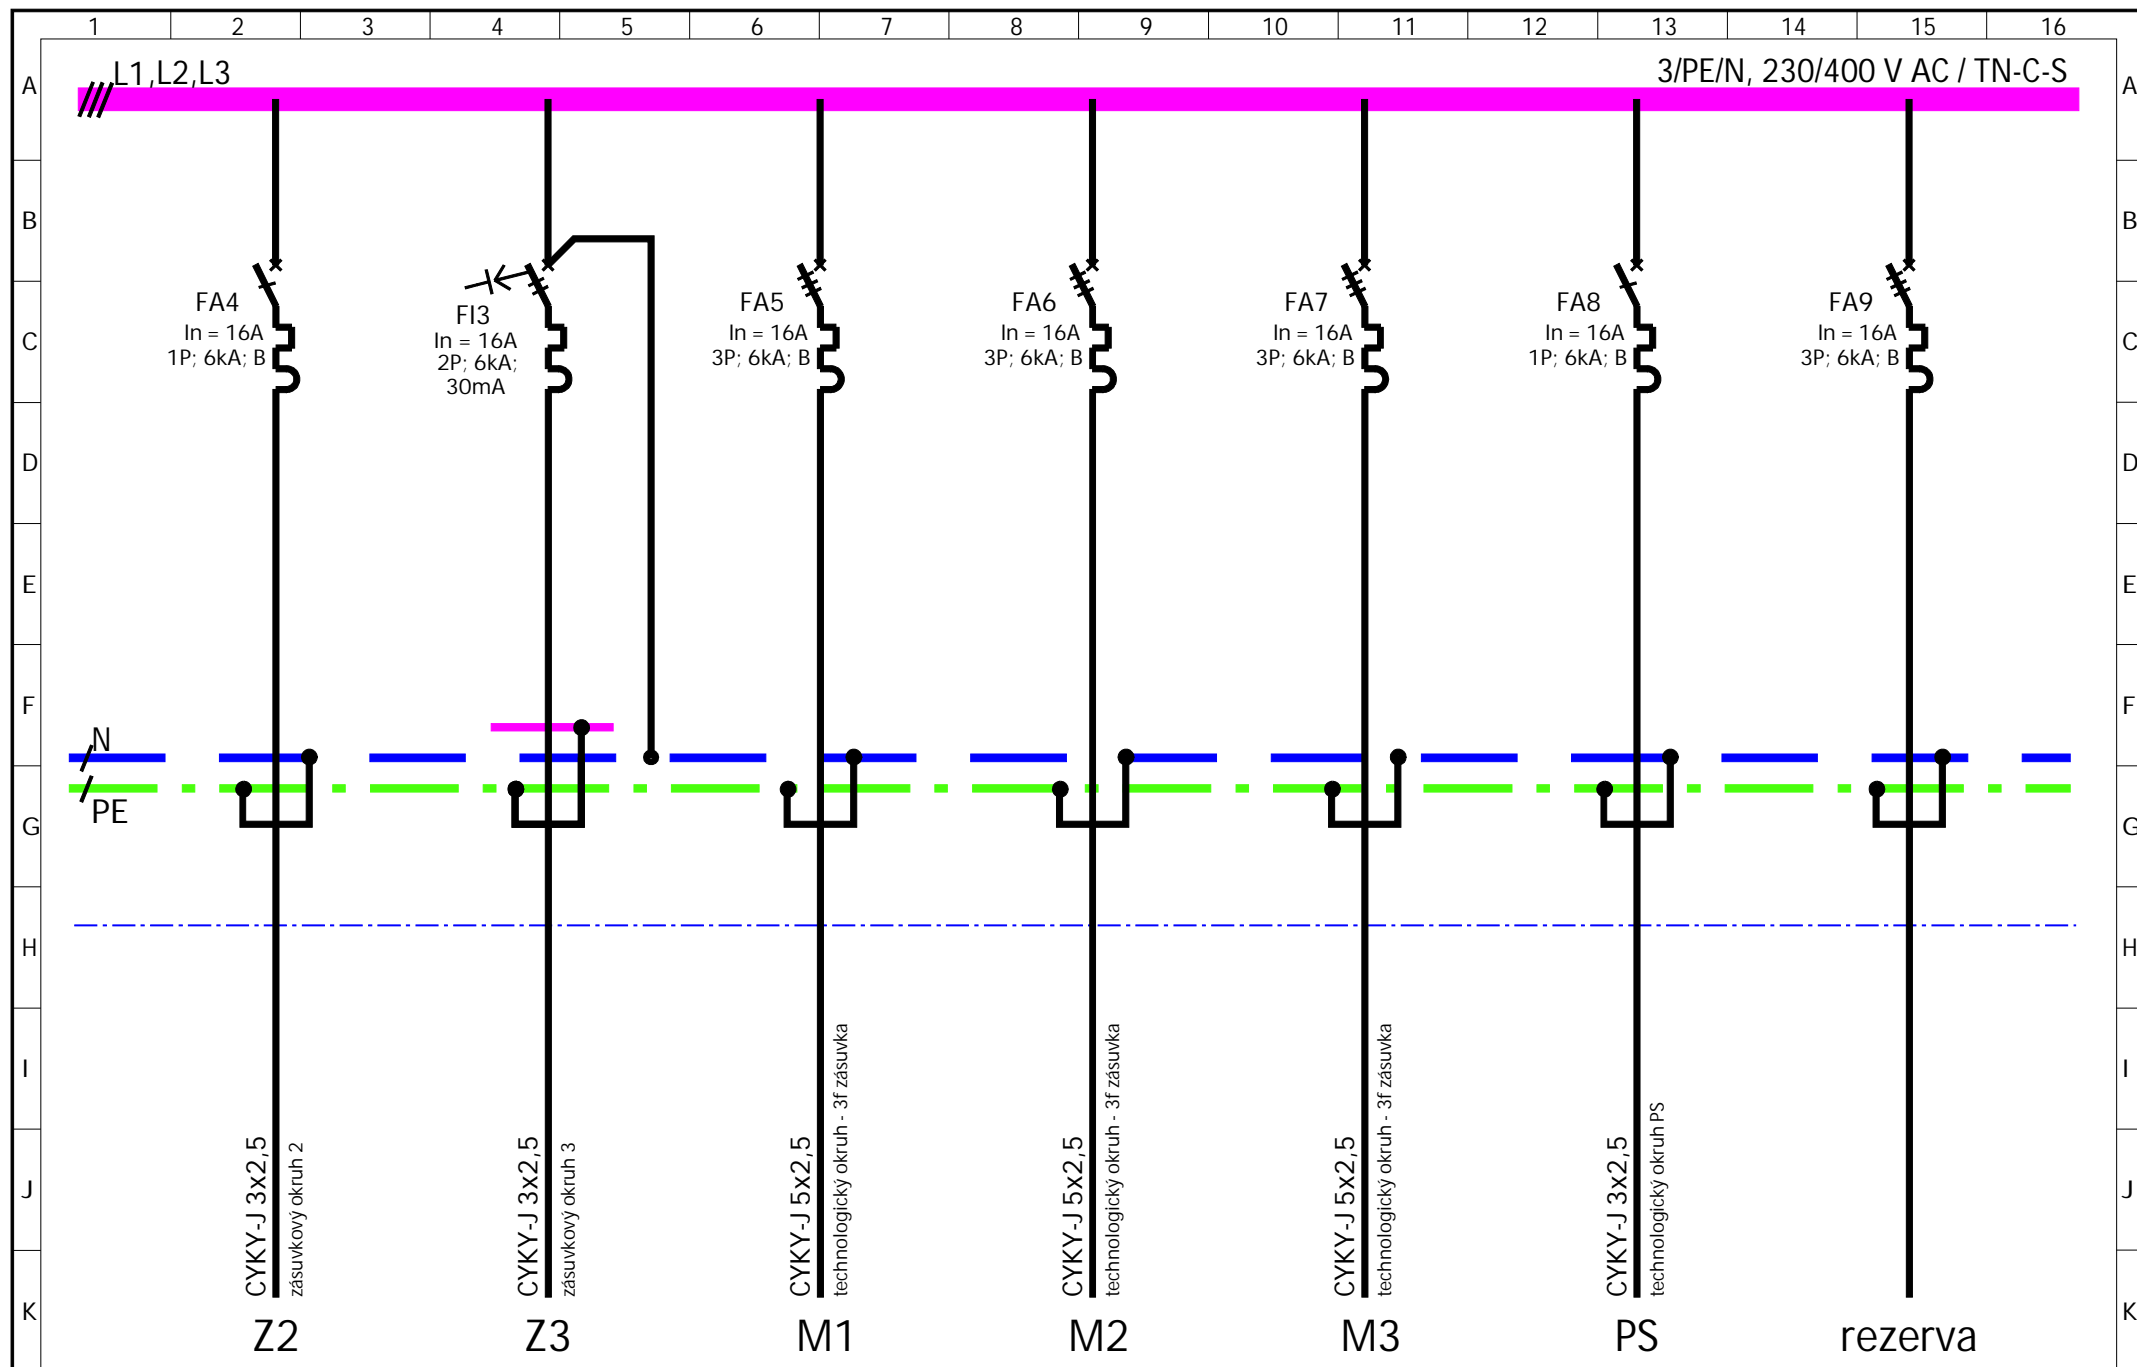 1 2 3 4 5 6 7 8 9 10 11 12 13 14 15 16
A A
L1,L2,L3
3/PE/N, 230/400 V AC / TN-C-S
B B
C C
FA4
In = 16A
1P; 6kA; B
FI3
In = 16A
2P; 6kA;
30mA
FA5
In = 16A
3P; 6kA; B
FA6
In = 16A
3P; 6kA; B
FA7
In = 16A
3P; 6kA; B
FA8
In = 16A
1P; 6kA; B
FA9
In = 16A
3P; 6kA; B
D D
E E
F F
N
PE
G G
H H
I I
J J
CYKY-J 3x2,5
zásuvkový okruh 2
CYKY-J 3x2,5
zásuvkový okruh 3
CYKY-J 5x2,5
technologický okruh - 3f zásuvka
CYKY-J 5x2,5
technologický okruh - 3f zásuvka
CYKY-J 5x2,5
technologický okruh - 3f zásuvka
CYKY-J 3x2,5
technologický okruh PS
K K
Z2 Z3 M1 M2 M3 PS rezerva